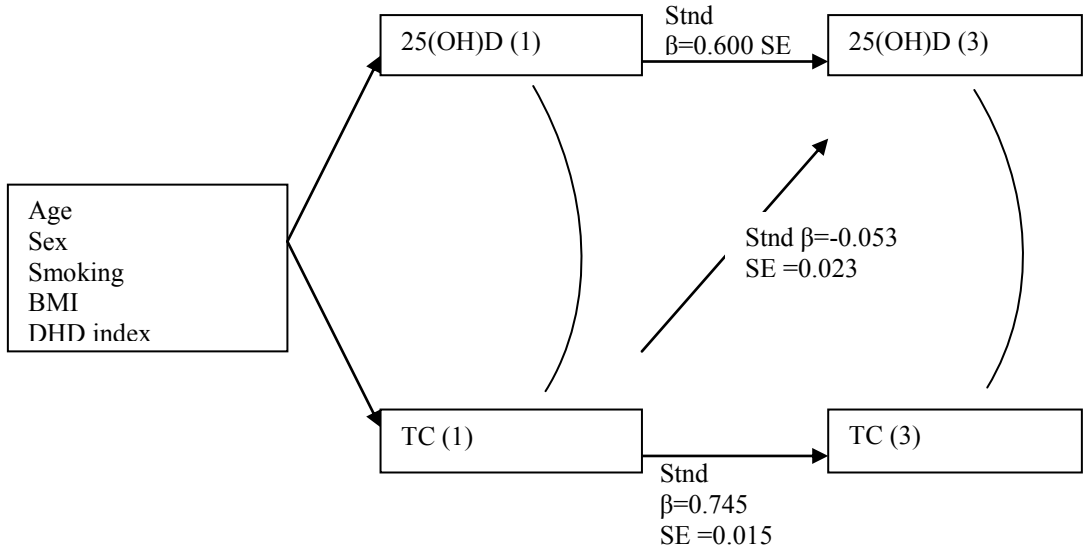 25(OH)D (1)
Stnd
β=0.600 SE
25(OH)D (3)
Age
Sex
Smoking
BMI
DHD index
Stnd β=-0.053
SE =0.023
TC (1)
Stnd
β=0.745
SE =0.015
TC (3)